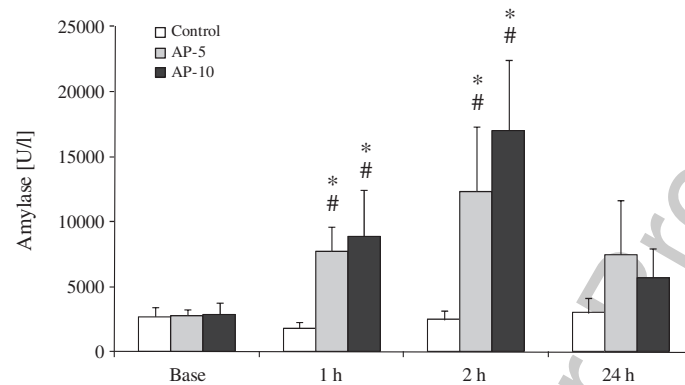 Amylase [U/l]
25000
20000
15000
10000
5000
0
Control
AP-5
AP-10
*
#
*
#
*
#
*
#
Base
1 h
2 h
24 h